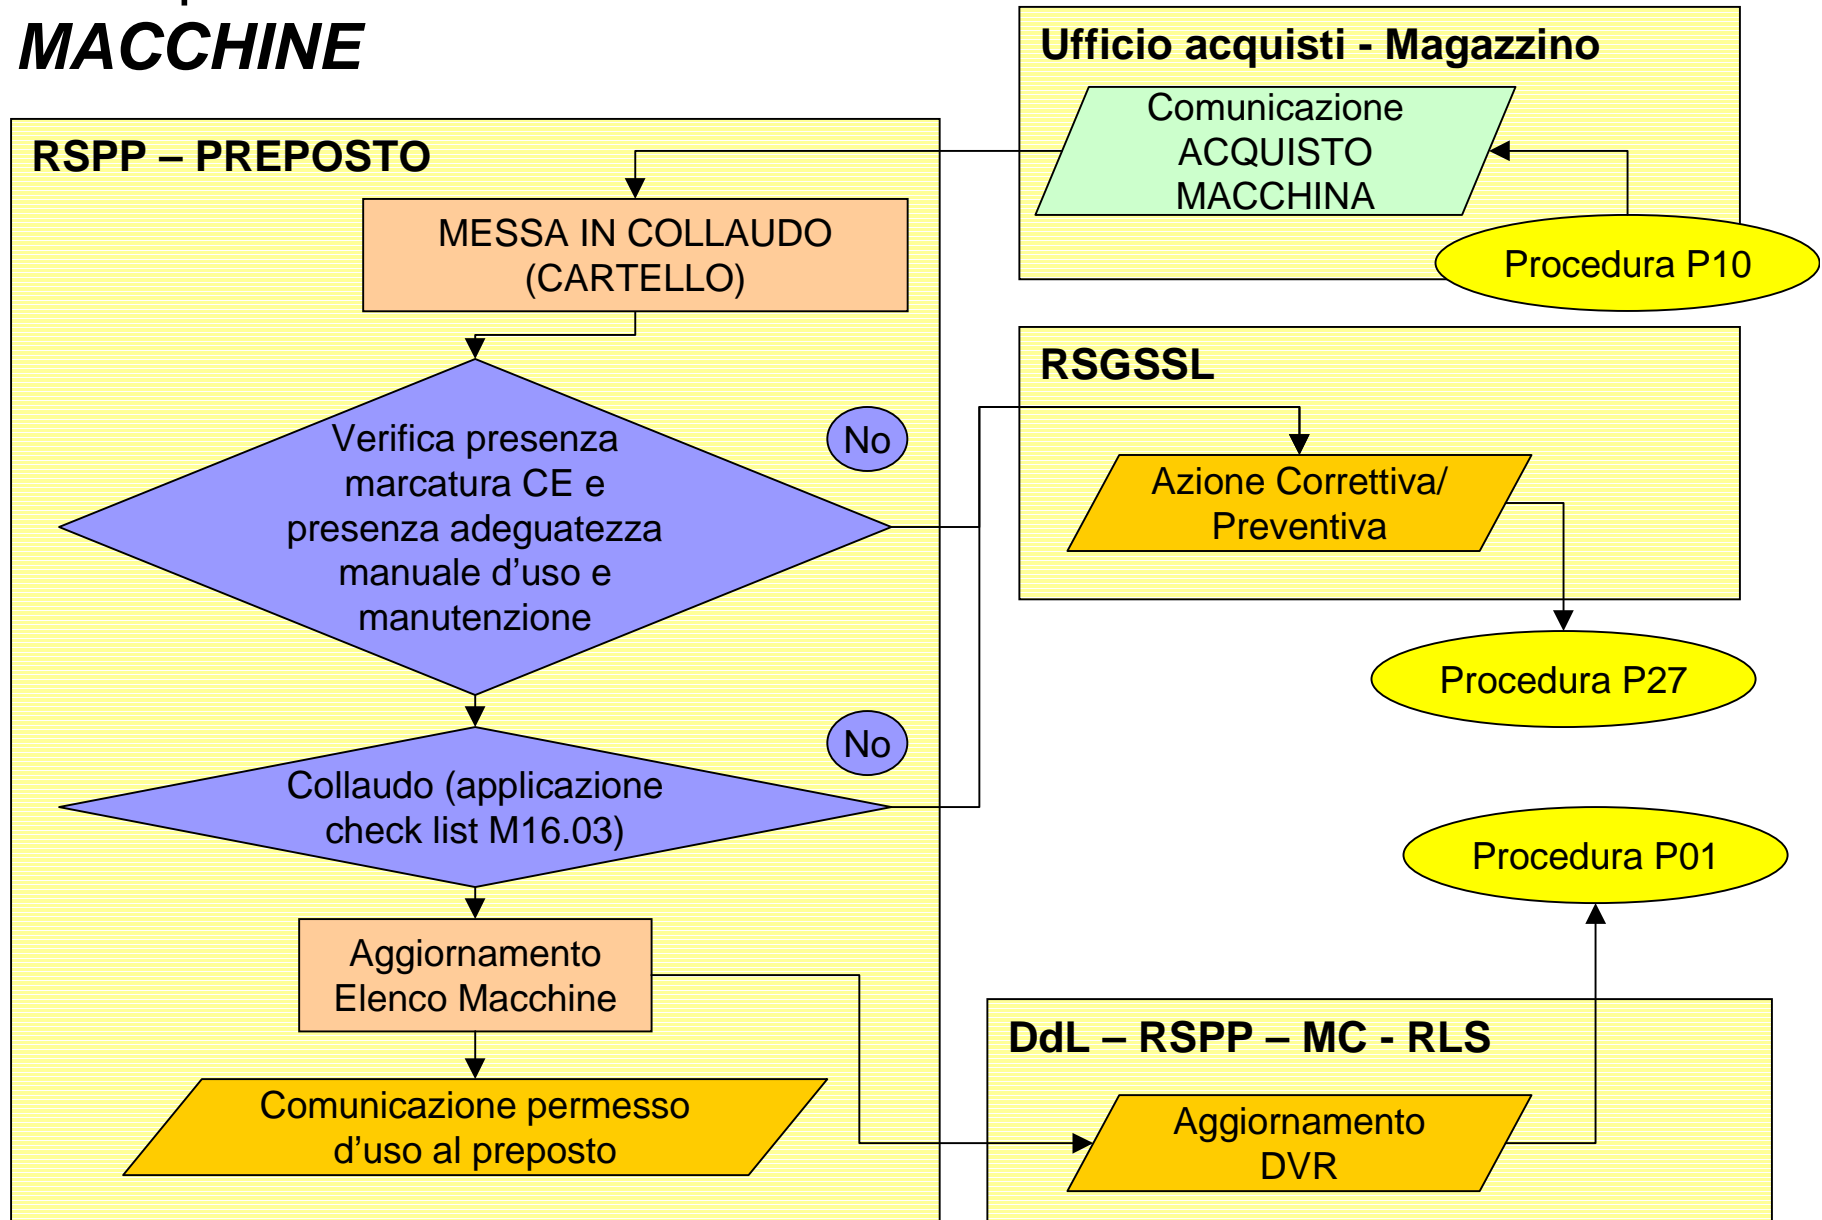 MACCHINE
Ufficio acquisti - Magazzino
Comunicazione
ACQUISTO
MACCHINA
Procedura P10
RSPP – PREPOSTO
MESSA IN COLLAUDO
(CARTELLO)
Verifica presenza
marcatura CE e
presenza adeguatezza
manuale d'uso e
manutenzione
No
RSGSSL
Azione Correttiva/
Preventiva
Procedura P27
Collaudo (applicazione
check list M16.03)
No
Procedura P01
Aggiornamento
Elenco Macchine
Comunicazione permesso
d'uso al preposto
DdL – RSPP – MC - RLS
Aggiornamento
DVR